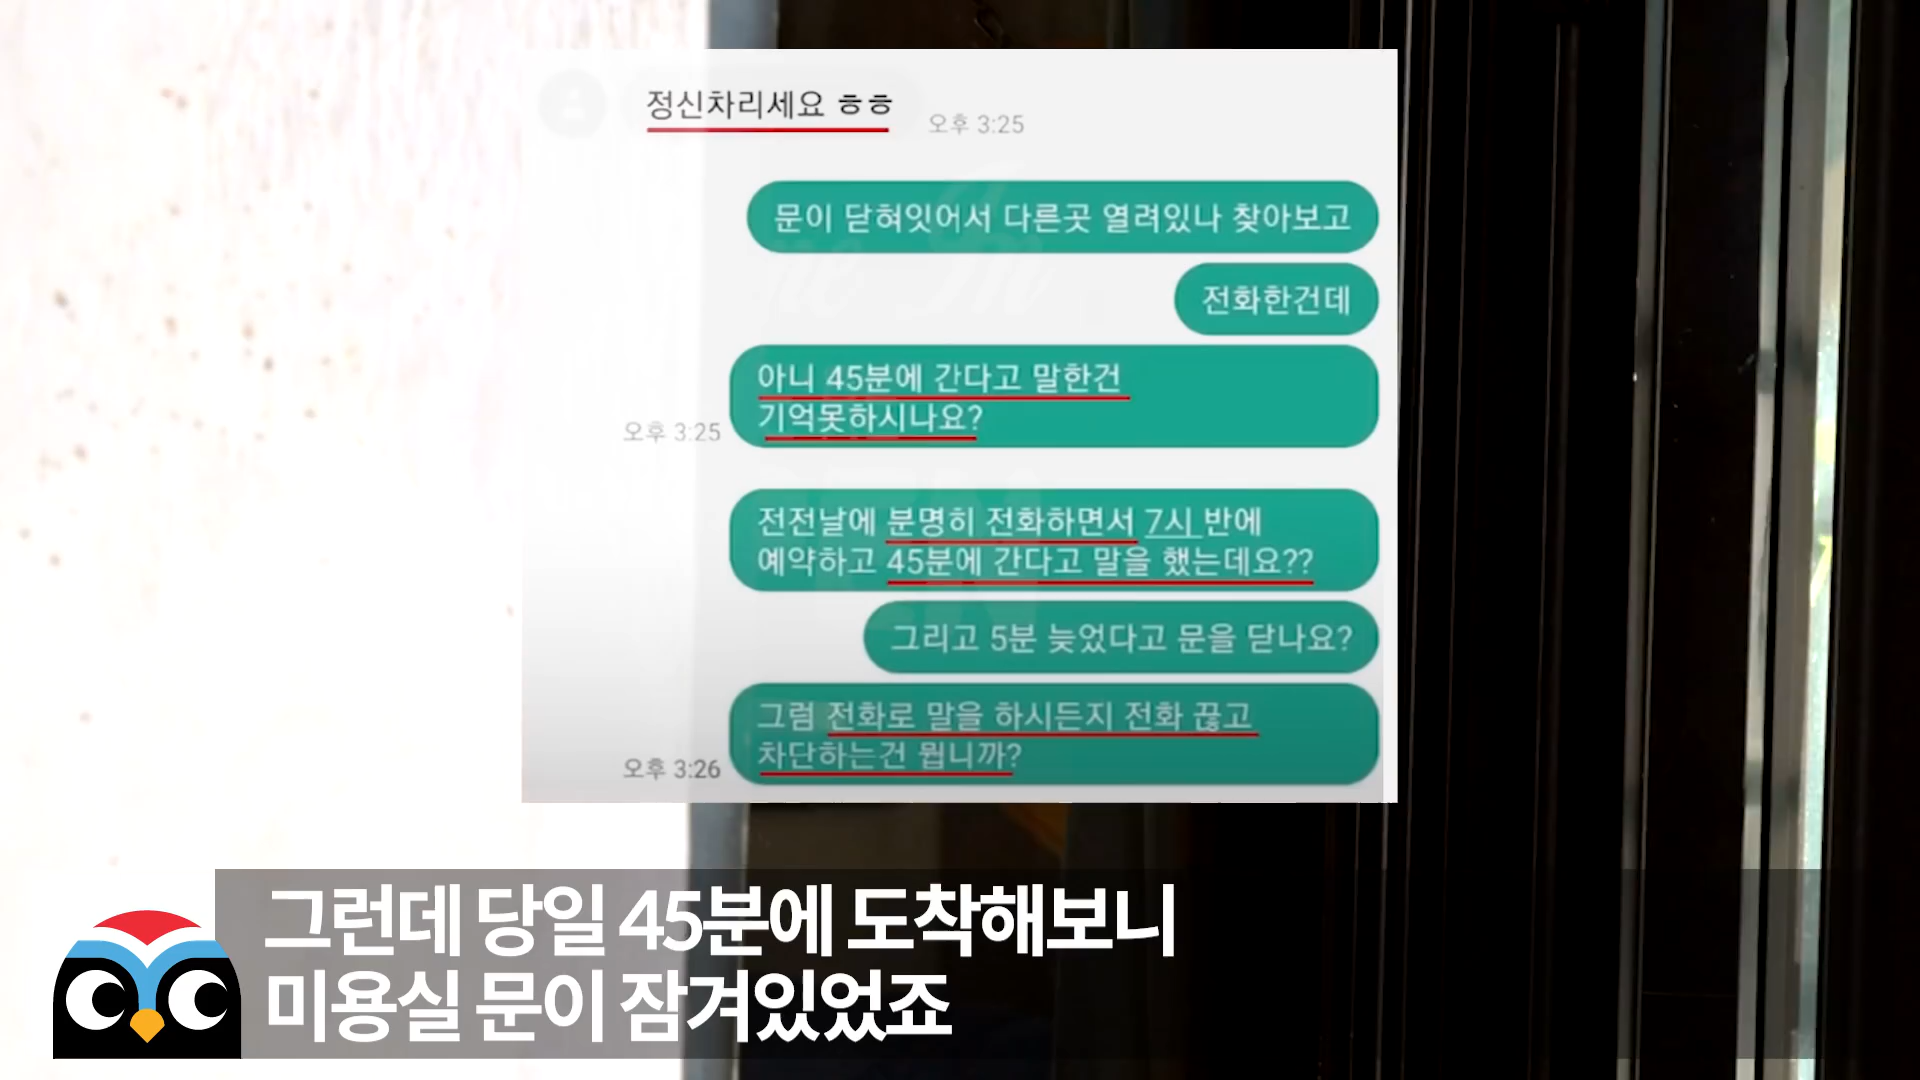 정신차리세요 ㅎㅎ
오후 3:25
문이 닫혀잇어서 다른곳 열려있나 찾아보고
전화한건데
아니 45분에 간다고 말한건
기억못하시나요?
오후 3:25
전전날에 분명히 전화하면서 7시 반에
예약하고 45분에 간다고 말을 했는데요??
그리고 5분 늦었다고 문을 닫나요?
그럼 전화로 말을 하시든지 전화 끊고
차단하는건 뭡니까?
오후 3:26
그런데 당일 45분에 도착해보니
미용실 문이 잠겨있었죠